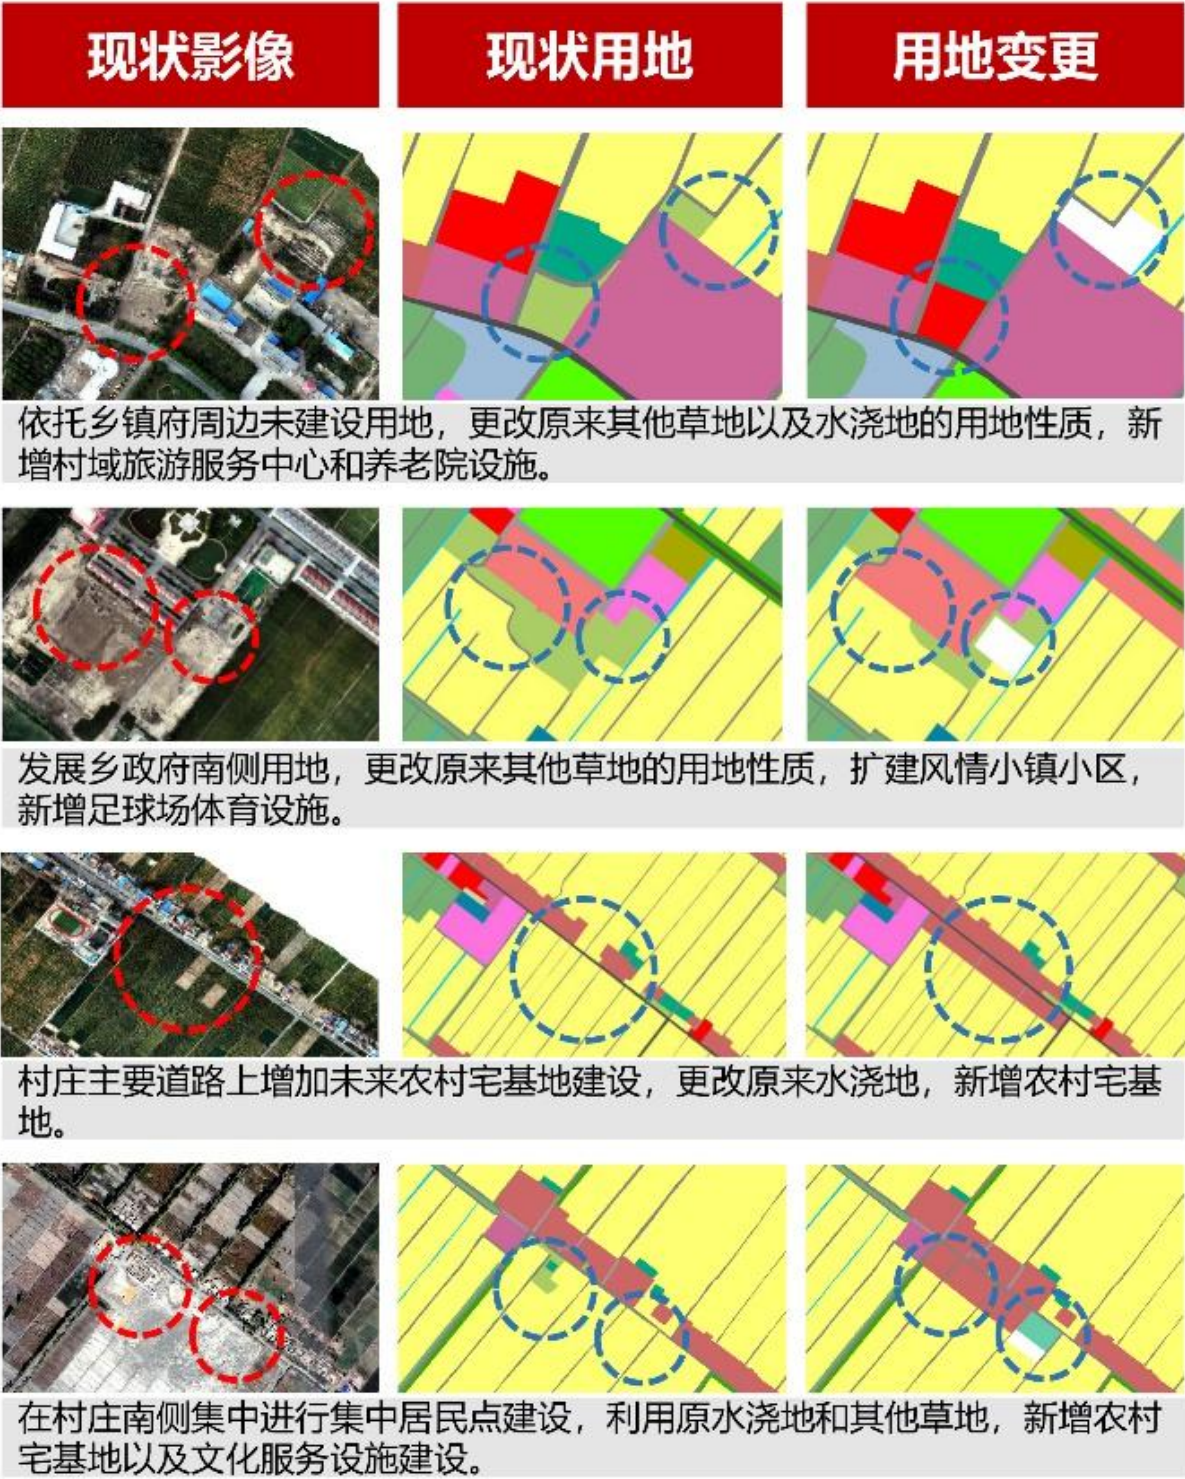 现状影像
现状用地
用地变更
依托乡镇府周边未建设用地，更改原来其他草地以及水浇地的用地性质，新
增村域旅游服务中心和养老院设施。
发展乡政府南侧用地，更改原来其他草地的用地性质，扩建风情小镇小区，
新增足球场体育设施。
村庄主要道路上增加未来农村宅基地建设，更改原来水浇地，新增农村宅基
地。
在村庄南侧集中进行集中居民点建设，利用原水浇地和其他草地，新增农村
宅基地以及文化服务设施建设。